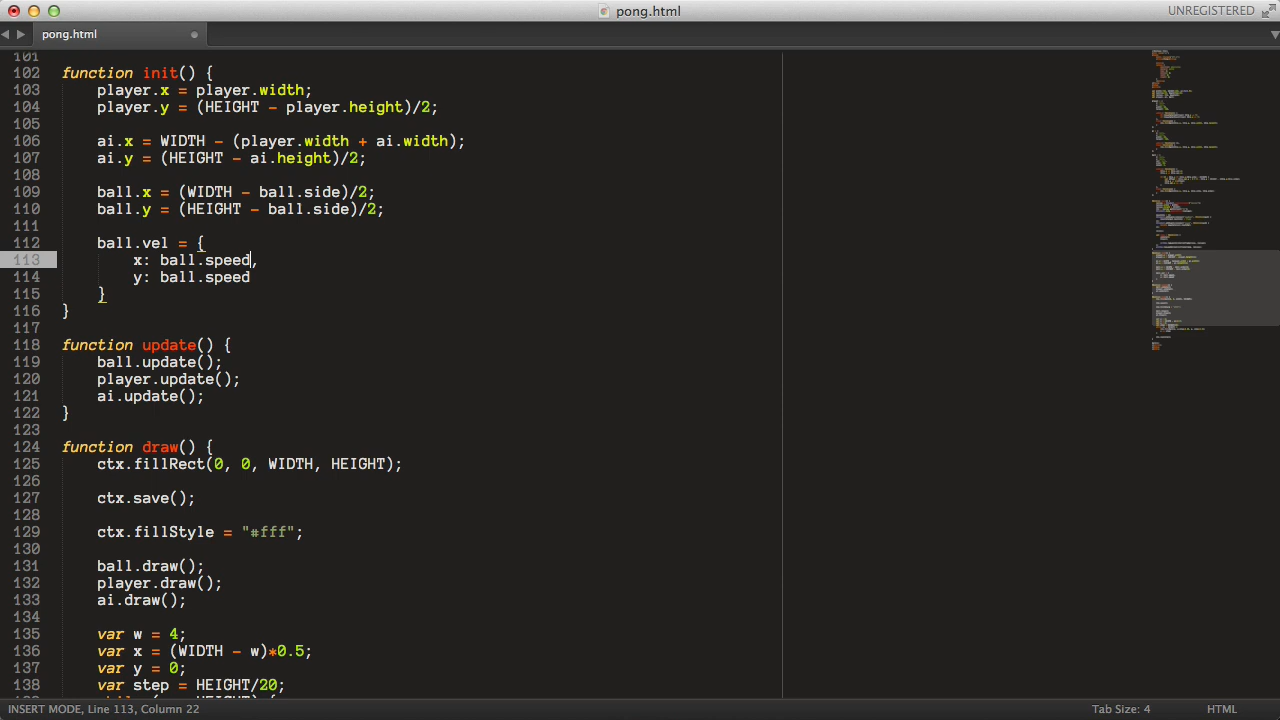 pong.html
UNREGISTERED
pong.html
101
102 function init() {
103 player.x = player.width;
104 player.y = (HEIGHT - player.height)/2;
105
106 ai.x = WIDTH - (player.width + ai.width);
107 ai.y = (HEIGHT - ai.height)/2;
108
109 ball.x = (WIDTH - ball.side)/2;
110 ball.y = (HEIGHT - ball.side)/2;
111
112 ball.vel = {
113 x: ball.speed,
114 y: ball.speed
115 }
116 }
117
118 function update() {
119 ball.update();
120 player.update();
121 ai.update();
122 }
123
124 function draw() {
125 ctx.fillRect(0, 0, WIDTH, HEIGHT);
126
127 ctx.save();
128
129 ctx.fillStyle = "#fff";
130
131 ball.draw();
132 player.draw();
133 ai.draw();
134
135 var w = 4;
136 var x = (WIDTH - w)*0.5;
137 var y = 0;
138 var step = HEIGHT/20;
INSERT MODE, Line 113, Column 22
Tab Size: 4
HTML